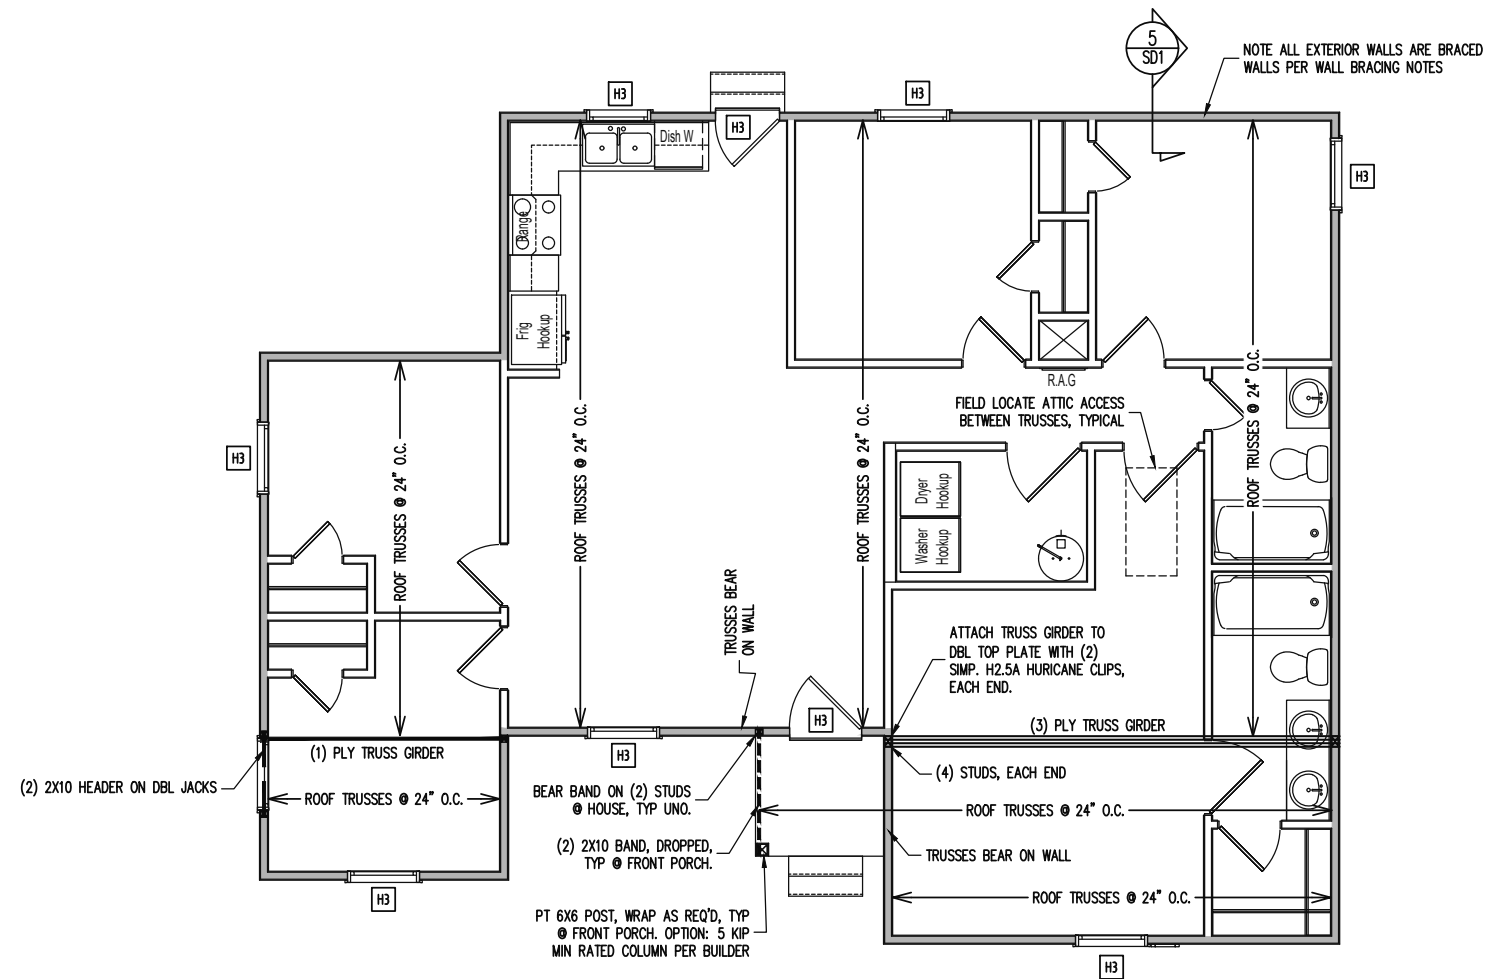 5
SD1
NOTE ALL EXTERIOR WALLS ARE BRACED
WALLS PER WALL BRACING NOTES
H3
H3
H3
Dish W
H3
Range
Frig
Hookup
R.A.G
FIELD LOCATE ATTIC ACCESS
BETWEEN TRUSSES, TYPICAL
ROOF TRUSSES @ 24" O.C.
ROOF TRUSSES @ 24" O.C.
ROOF TRUSSES @ 24" O.C.
ROOF TRUSSES @ 24" O.C.
H3
Dryer
Hookup
Washer
Hookup
TRUSSES BEAR
ON WALL
ATTACH TRUSS GIRDER TO
DBL TOP PLATE WITH (2)
SIMP. H2.5A HURICANE CLIPS,
EACH END.
H3
(3) PLY TRUSS GIRDER
(1) PLY TRUSS GIRDER
H3
(4) STUDS, EACH END
(2) 2X10 HEADER ON DBL JACKS
ROOF TRUSSES @ 24" O.C.
BEAR BAND ON (2) STUDS
@ HOUSE, TYP UNO.
ROOF TRUSSES @ 24" O.C.
(2) 2X10 BAND, DROPPED,
TYP @ FRONT PORCH.
TRUSSES BEAR ON WALL
H3
ROOF TRUSSES @ 24" O.C.
PT 6X6 POST, WRAP AS REQ'D, TYP
@ FRONT PORCH. OPTION: 5 KIP
MIN RATED COLUMN PER BUILDER
H3